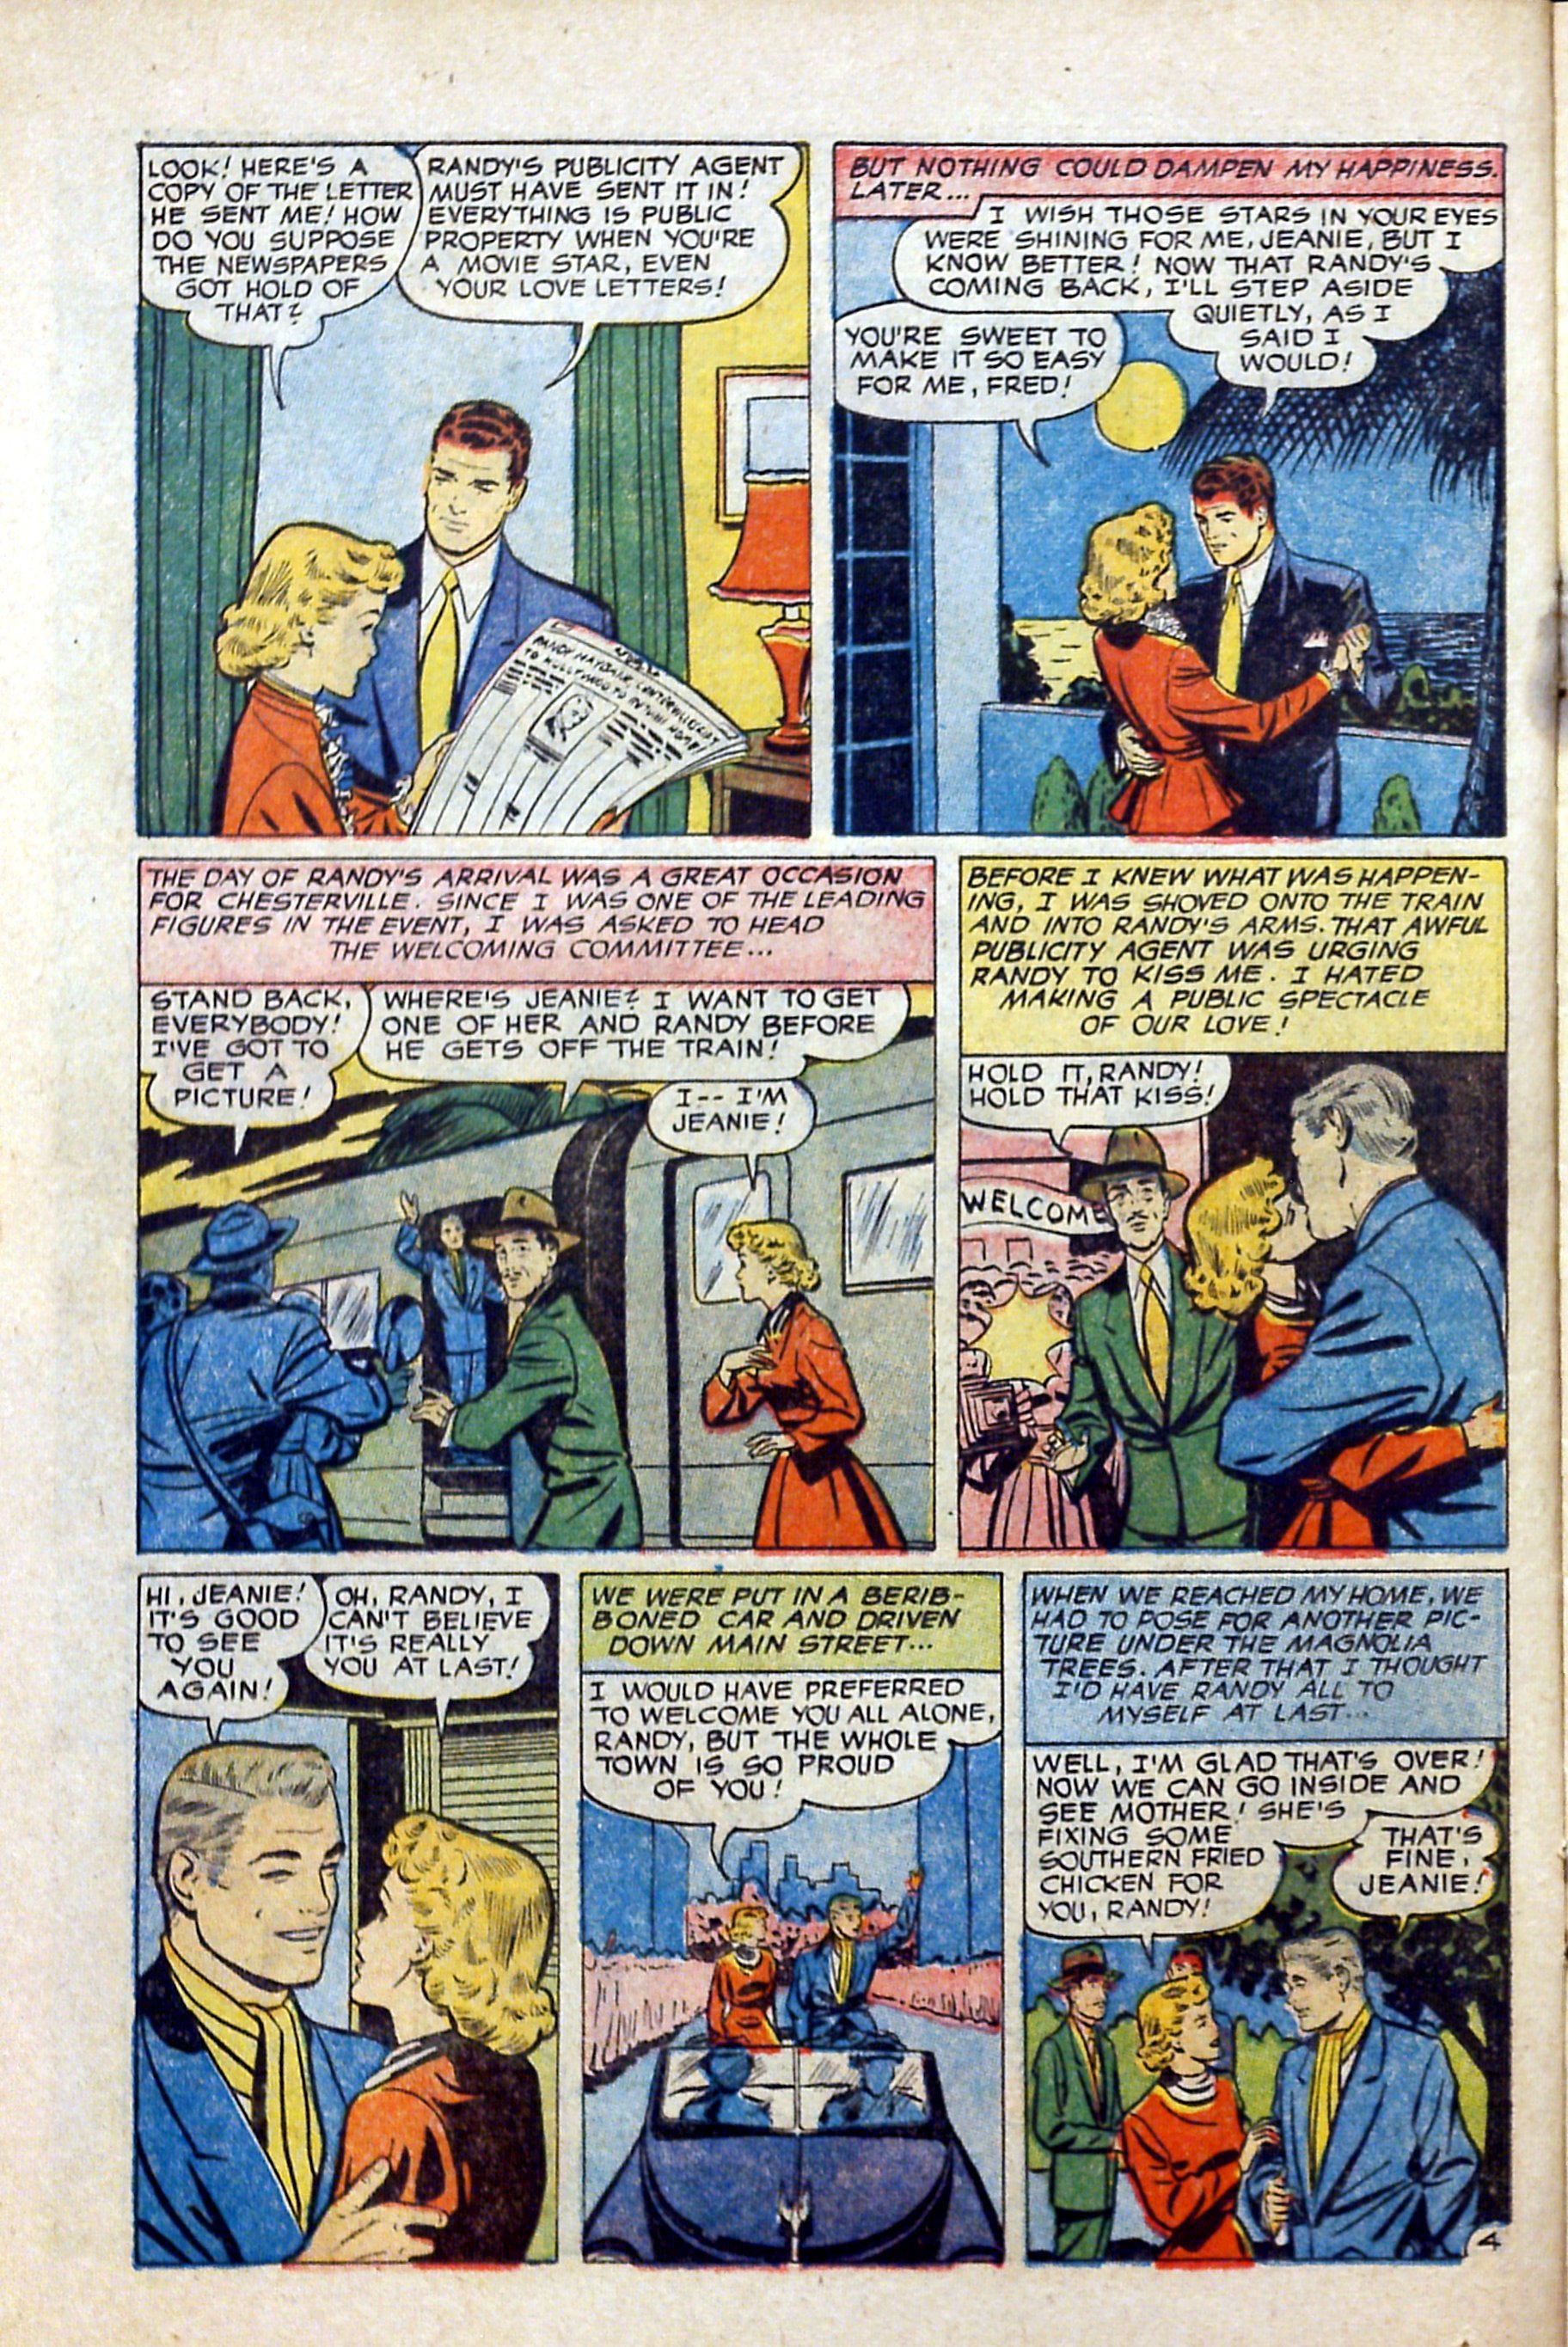 LOOK! HERE'S A
COPY OF THE LETTER
HE SENT ME! HOW
DO YOU SUPPOSE
THE NEWSPAPERS
GOT HOLD OF
THAT?
RANDY'S PUBLICITY AGENT
MUST HAVE SENT IT IN!
EVERYTHING IS PUBLIC
PROPERTY WHEN YOU'RE
A MOVIE STAR, EVEN
YOUR LOVE LETTERS!
BUT NOTHING COULD DAMPEN MY HAPPINESS.
LATER...
I WISH THOSE STARS IN YOUR EYES
WERE SHINING FOR ME, JEANIE, BUT I
KNOW BETTER! NOW THAT RANDY'S
COMING BACK, I'LL STEP ASIDE
QUIETLY, AS I
SAID I
WOULD!
YOU'RE SWEET TO
MAKE IT SO EASY
FOR ME, FRED!
THE DAY OF RANDY'S ARRIVAL WAS A GREAT OCCASION
FOR CHESTERVILLE. SINCE I WAS ONE OF THE LEADING
FIGURES IN THE EVENT, I WAS ASKED TO HEAD
THE WELCOMING COMMITTEE...
STAND BACK,
EVERYBODY!
I'VE GOT TO
GET A
PICTURE!
WHERE'S JEANIE? I WANT TO GET
ONE OF HER AND RANDY BEFORE
HE GETS OFF THE TRAIN!
I-- I'M
JEANIE!
BEFORE I KNEW WHAT WAS HAPPEN-
ING, I WAS SHOVED ONTO THE TRAIN
AND INTO RANDY'S ARMS. THAT AWFUL
PUBLICITY AGENT WAS URGING
RANDY TO KISS ME. I HATED
MAKING A PUBLIC SPECTACLE
OF OUR LOVE!
HOLD IT, RANDY!
HOLD THAT KISS!
WELCOME
HI, JEANIE!
IT'S GOOD
TO SEE
YOU
AGAIN!
OH, RANDY, I
CAN'T BELIEVE
IT'S REALLY
YOU AT LAST!
WE WERE PUT IN A BERIB-
BONED CAR AND DRIVEN
DOWN MAIN STREET...
I WOULD HAVE PREFERRED
TO WELCOME YOU ALL ALONE,
RANDY, BUT THE WHOLE
TOWN IS SO PROUD
OF YOU!
WHEN WE REACHED MY HOME, WE
HAD TO POSE FOR ANOTHER PIC-
TURE UNDER THE MAGNOLIA
TREES. AFTER THAT I THOUGHT
I'D HAVE RANDY ALL TO
MYSELF AT LAST...
WELL, I'M GLAD THAT'S OVER!
NOW WE CAN GO INSIDE AND
SEE MOTHER! SHE'S
FIXING SOME
SOUTHERN FRIED
CHICKEN FOR
YOU, RANDY!
THAT'S
FINE,
JEANIE!
4